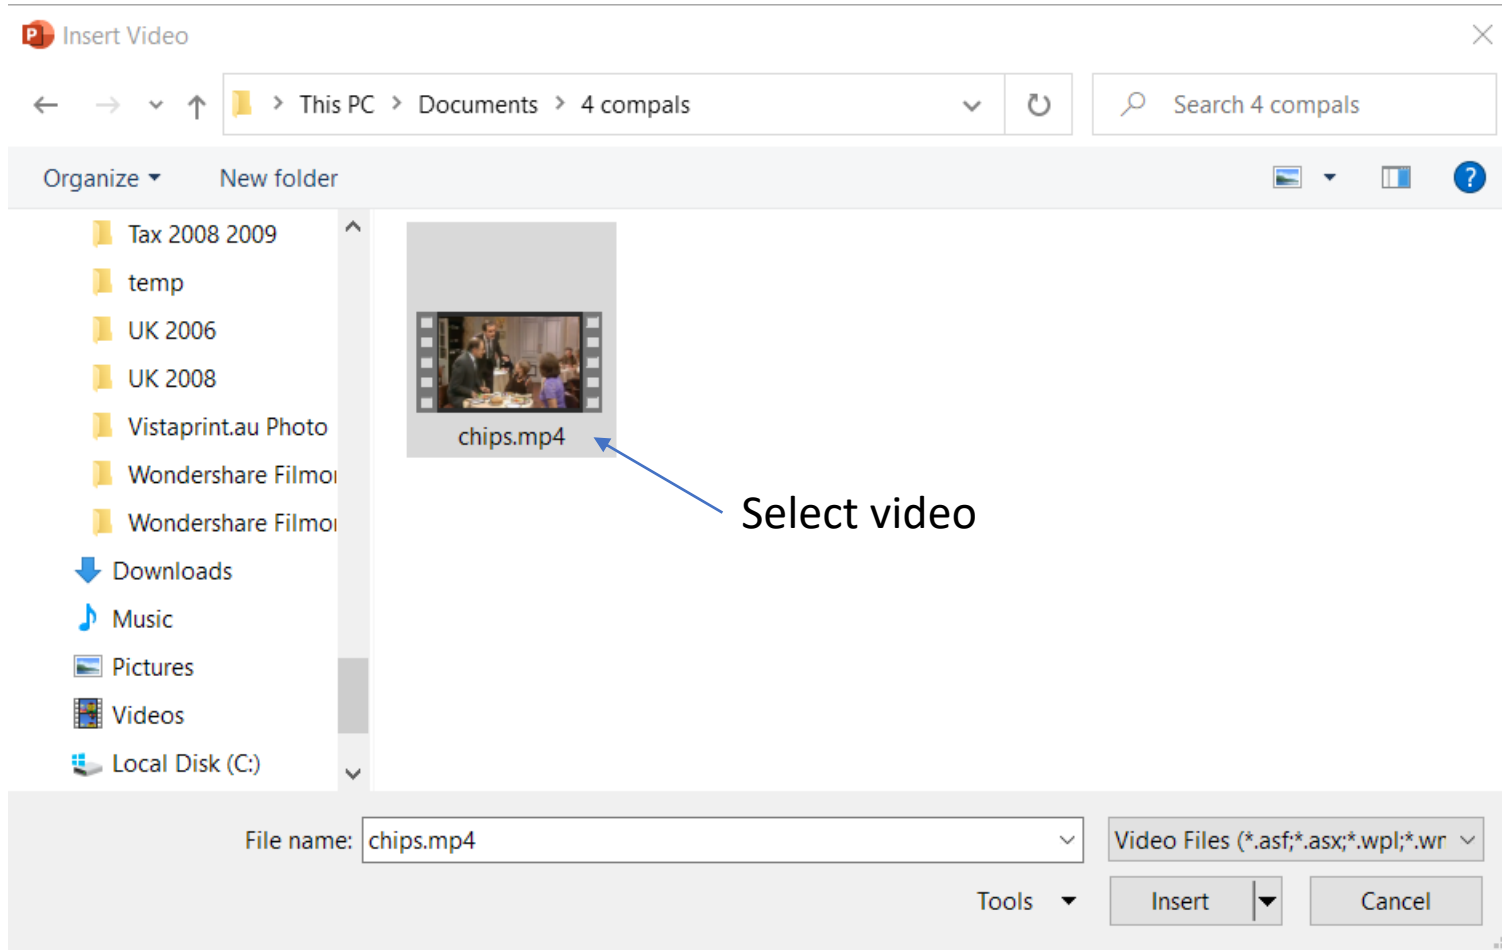 Insert Video
> This PC > Documents > 4 compals
Search 4 compals
Organize
New folder
Tax 2008 2009
temp
UK 2006
UK 2008
Vistaprint.au Photo
Wondershare Filmor
Wondershare Filmor
Downloads
Music
Pictures
Videos
Local Disk (C:)
chips.mp4
Select video
File name: chips.mp4
Video Files (*.asf;*.asx;*.wpl;*.wr
Tools
Insert
Cancel